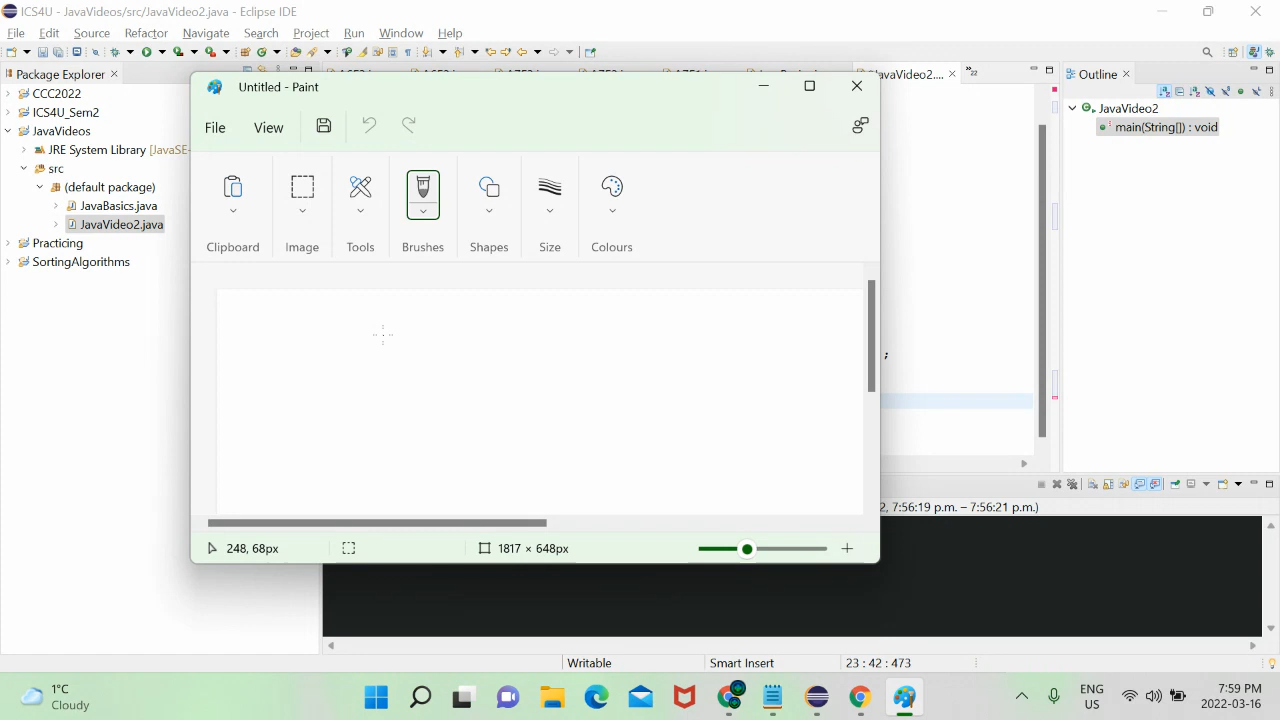 ICS4U - JavaVideos/src/JavaVideo2.java - Eclipse IDE
File Edit Source Refactor Navigate Search Project Run Window Help
Package Explorer
JavaVideo2....
22
Outline
CCC2022
ICS4U_Sem2
JavaVideos
JRE System Library [JavaSE-
src
(default package)
JavaBasics.java
JavaVideo2.java
Practicing
SortingAlgorithms
JavaVideo2
main(String[]) : void
Untitled - Paint
File View
Clipboard Image Tools Brushes Shapes Size Colours
;
248, 68px
1817 × 648px
2, 7:56:19 p.m. – 7:56:21 p.m.)
Writable Smart Insert 23 : 42 : 473
1°C
Cloudy
ENG
US
7:59 PM
2022-03-16